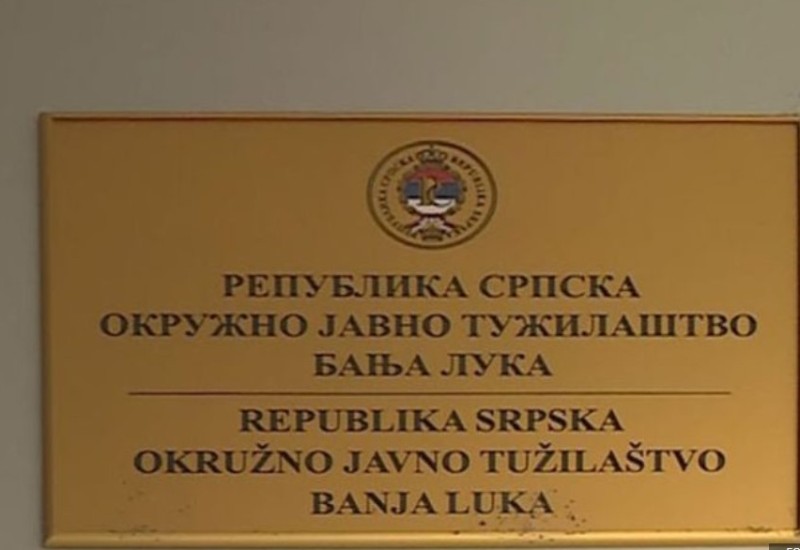 РЕПУБЛИКА СРПСКА
ОКРУЖНО ЈАВНО ТУЖИЛАШТВО
БАЊА ЛУКА
REPUBLIKA SRPSKA
OKRUŽNO JAVNO TUŽILAŠTVO
BANJA LUKA